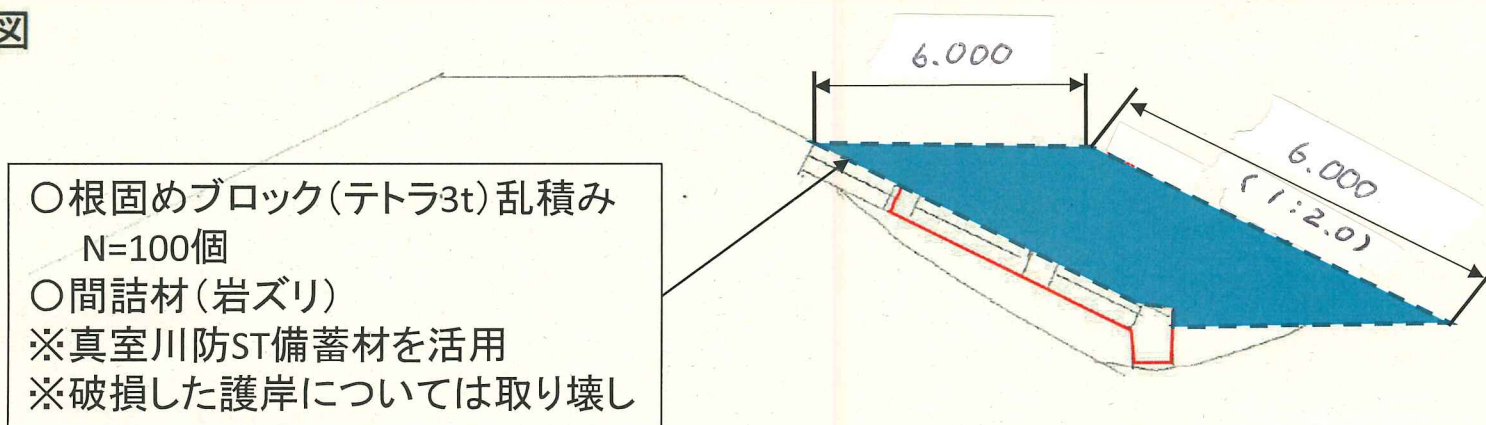 図
6.000
6.000
(1:2.0)
○根固めブロック(テトラ3t)乱積み
N=100個
○間詰材(岩ズリ)
※真室川防ST備蓄材を活用
※破損した護岸については取り壊し